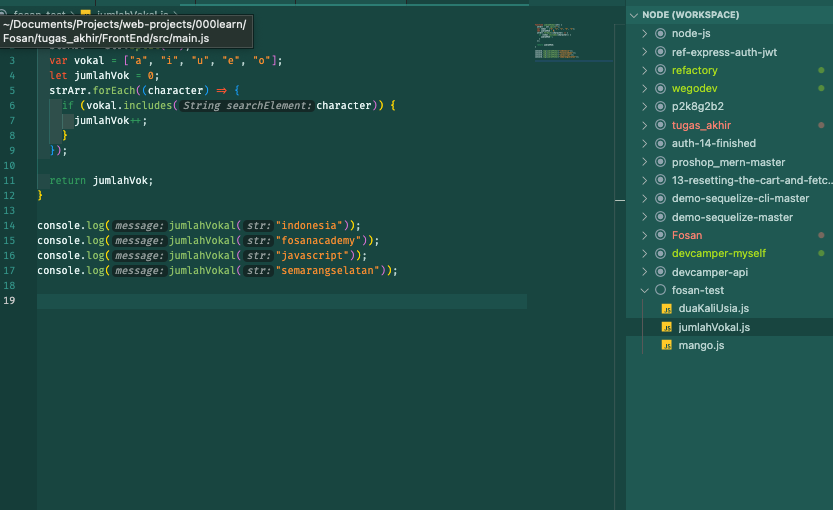 fosan-test > jumlahVokal.js >
~/Documents/Projects/web-projects/000learn/
Fosan/tugas_akhir/FrontEnd/src/main.js
3 var vokal = ["a", "i", "u", "e", "o"];
4 let jumlahVok = 0;
5 strArr.forEach((character) => {
6 if (vokal.includes( String searchElement: character)) {
7 jumlahVok++;
8 }
9 });
10
11 return jumlahVok;
12 }
13
14 console.log( message: jumlahVokal( str: "indonesia"));
15 console.log( message: jumlahVokal( str: "fosanacademy"));
16 console.log( message: jumlahVokal( str: "javascript"));
17 console.log( message: jumlahVokal( str: "semarangselatan"));
18
19
NODE (WORKSPACE)
node-js
ref-express-auth-jwt
refactory
wegodev
p2k8g2b2
tugas_akhir
auth-14-finished
proshop_mern-master
13-resetting-the-cart-and-fetc...
demo-sequelize-cli-master
demo-sequelize-master
Fosan
devcamper-myself
devcamper-api
fosan-test
JS duaKaliUsia.js
JS jumlahVokal.js
JS mango.js